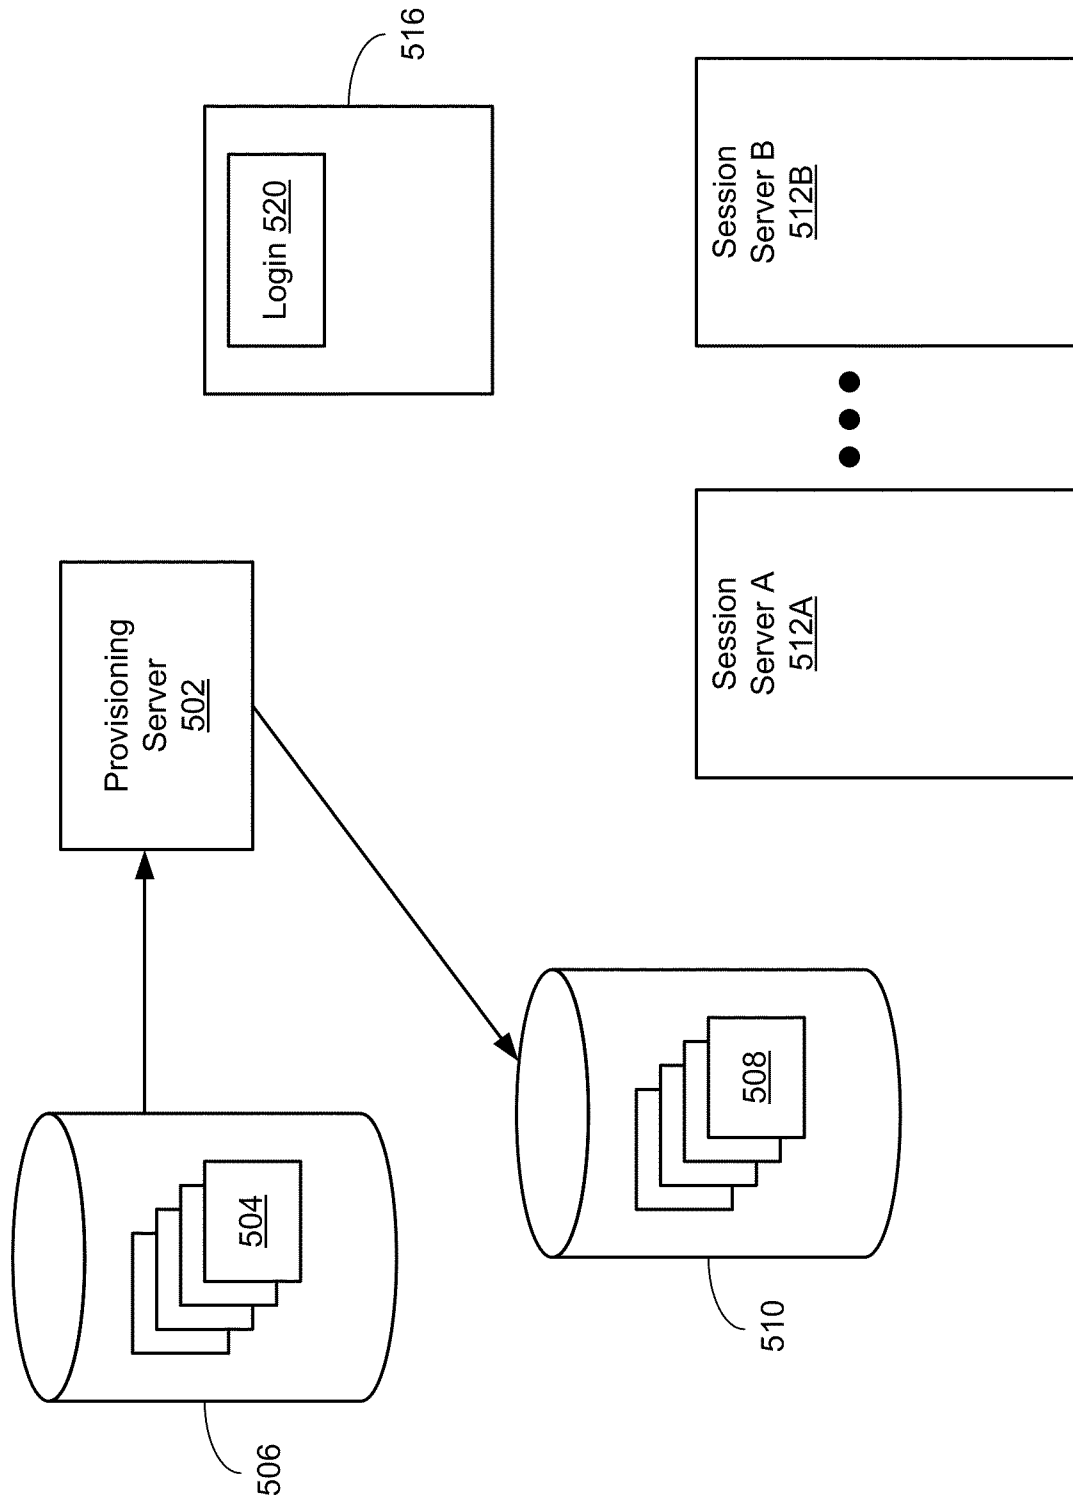 506
504
Provisioning
Server
502
Login 520
516
510
508
Session
Server A
512A
Session
Server B
512B